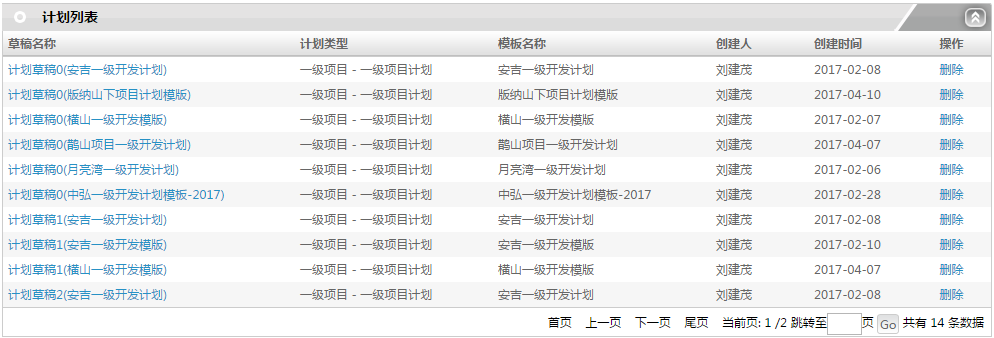 计划列表
草稿名称 计划类型 模板名称 创建人 创建时间 操作
计划草稿0(安吉一级开发计划) 一级项目 - 一级项目计划 安吉一级开发计划 刘建茂 2017-02-08 删除
计划草稿0(版纳山下项目计划模版) 一级项目 - 一级项目计划 版纳山下项目计划模版 刘建茂 2017-04-10 删除
计划草稿0(横山一级开发模版) 一级项目 - 一级项目计划 横山一级开发模版 刘建茂 2017-02-07 删除
计划草稿0(鹊山项目一级开发计划) 一级项目 - 一级项目计划 鹊山项目一级开发计划 刘建茂 2017-04-07 删除
计划草稿0(月亮湾一级开发计划) 一级项目 - 一级项目计划 月亮湾一级开发计划 刘建茂 2017-02-06 删除
计划草稿0(中弘一级开发计划模板-2017) 一级项目 - 一级项目计划 中弘一级开发计划模板-2017 刘建茂 2017-02-28 删除
计划草稿1(安吉一级开发计划) 一级项目 - 一级项目计划 安吉一级开发计划 刘建茂 2017-02-08 删除
计划草稿1(安吉一级开发模版) 一级项目 - 一级项目计划 安吉一级开发模版 刘建茂 2017-02-10 删除
计划草稿1(横山一级开发模版) 一级项目 - 一级项目计划 横山一级开发模版 刘建茂 2017-04-07 删除
计划草稿2(安吉一级开发计划) 一级项目 - 一级项目计划 安吉一级开发计划 刘建茂 2017-02-08 删除
首页 上一页 下一页 尾页 当前页: 1 /2 跳转至 页 Go 共有 14 条数据